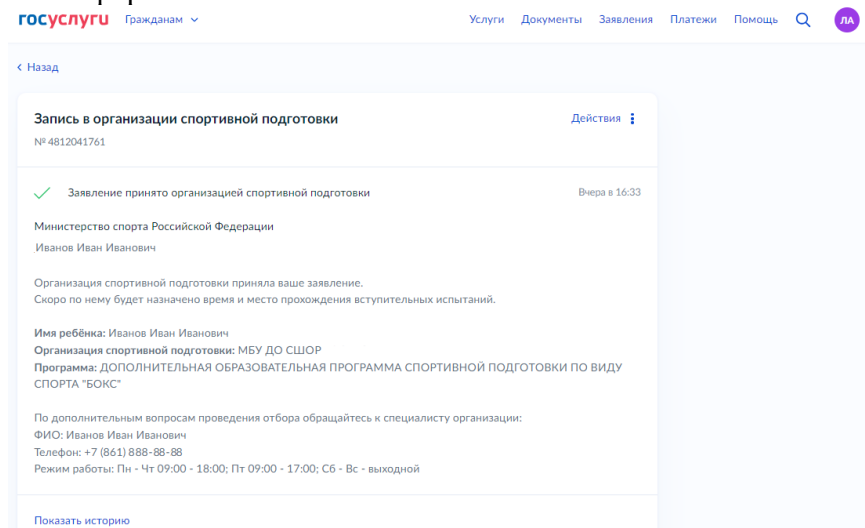 госуслуги Гражданам Услуги Документы Заявления Платежи Помощь ЛА
Назад
Запись в организации спортивной подготовки Действия
№ 4812041761
Заявление принято организацией спортивной подготовки Вчера в 16:33
Министерство спорта Российской Федерации
Иванов Иван Иванович
Организация спортивной подготовки приняла ваше заявление.
Скоро по нему будет назначено время и место прохождения вступительных испытаний.
Имя ребёнка: Иванов Иван Иванович
Организация спортивной подготовки: МБУ ДО СШОР
Программа: ДОПОЛНИТЕЛЬНАЯ ОБРАЗОВАТЕЛЬНАЯ ПРОГРАММА СПОРТИВНОЙ ПОДГОТОВКИ ПО ВИДУ
СПОРТА "БОКС"
По дополнительным вопросам проведения отбора обращайтесь к специалисту организации:
ФИО: Иванов Иван Иванович
Телефон: +7 (861) 888-88-88
Режим работы: Пн - Чт 09:00 - 18:00; Пт 09:00 - 17:00; Сб - Вс - выходной
Показать историю